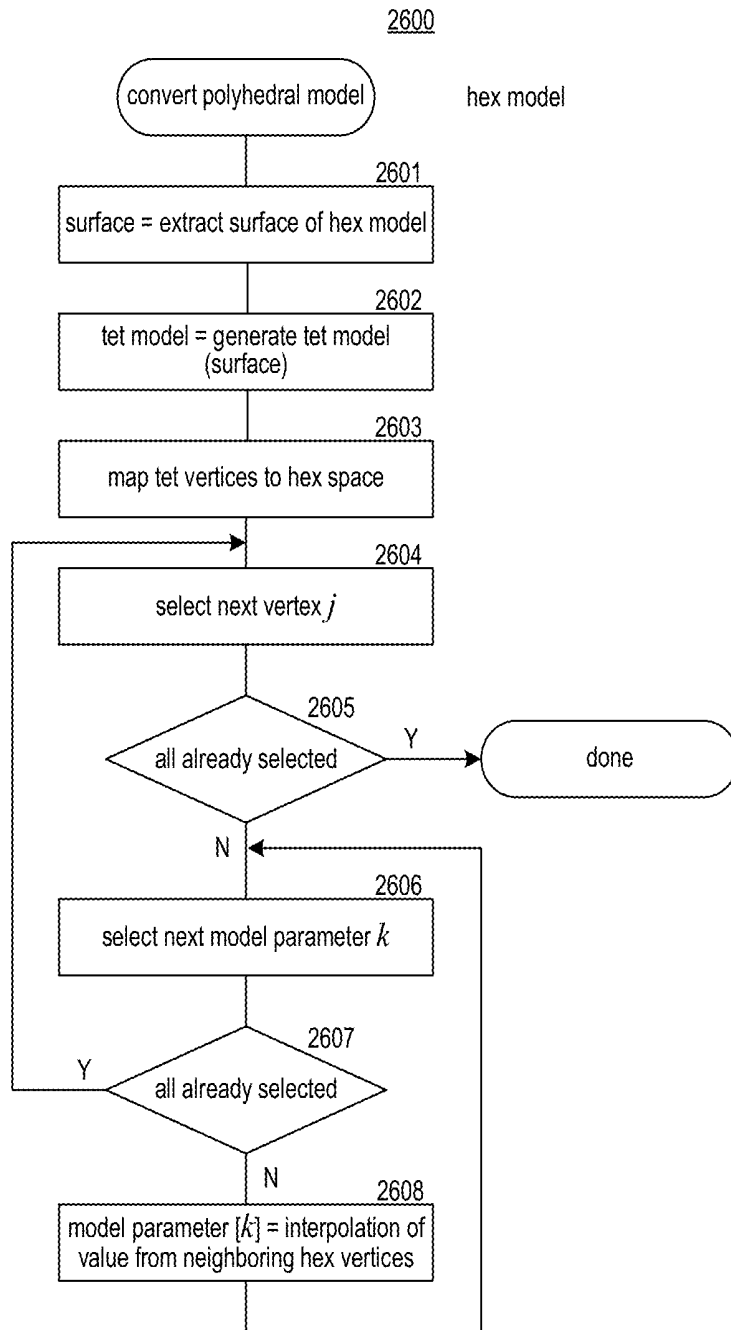 2600
convert polyhedral model
hex model
2601
surface = extract surface of hex model
2602
tet model = generate tet model
(surface)
2603
map tet vertices to hex space
2604
select next vertex j
2605
all already selected
Y
done
N
2606
select next model parameter k
2607
Y
all already selected
N
2608
model parameter [k] = interpolation of
value from neighboring hex vertices